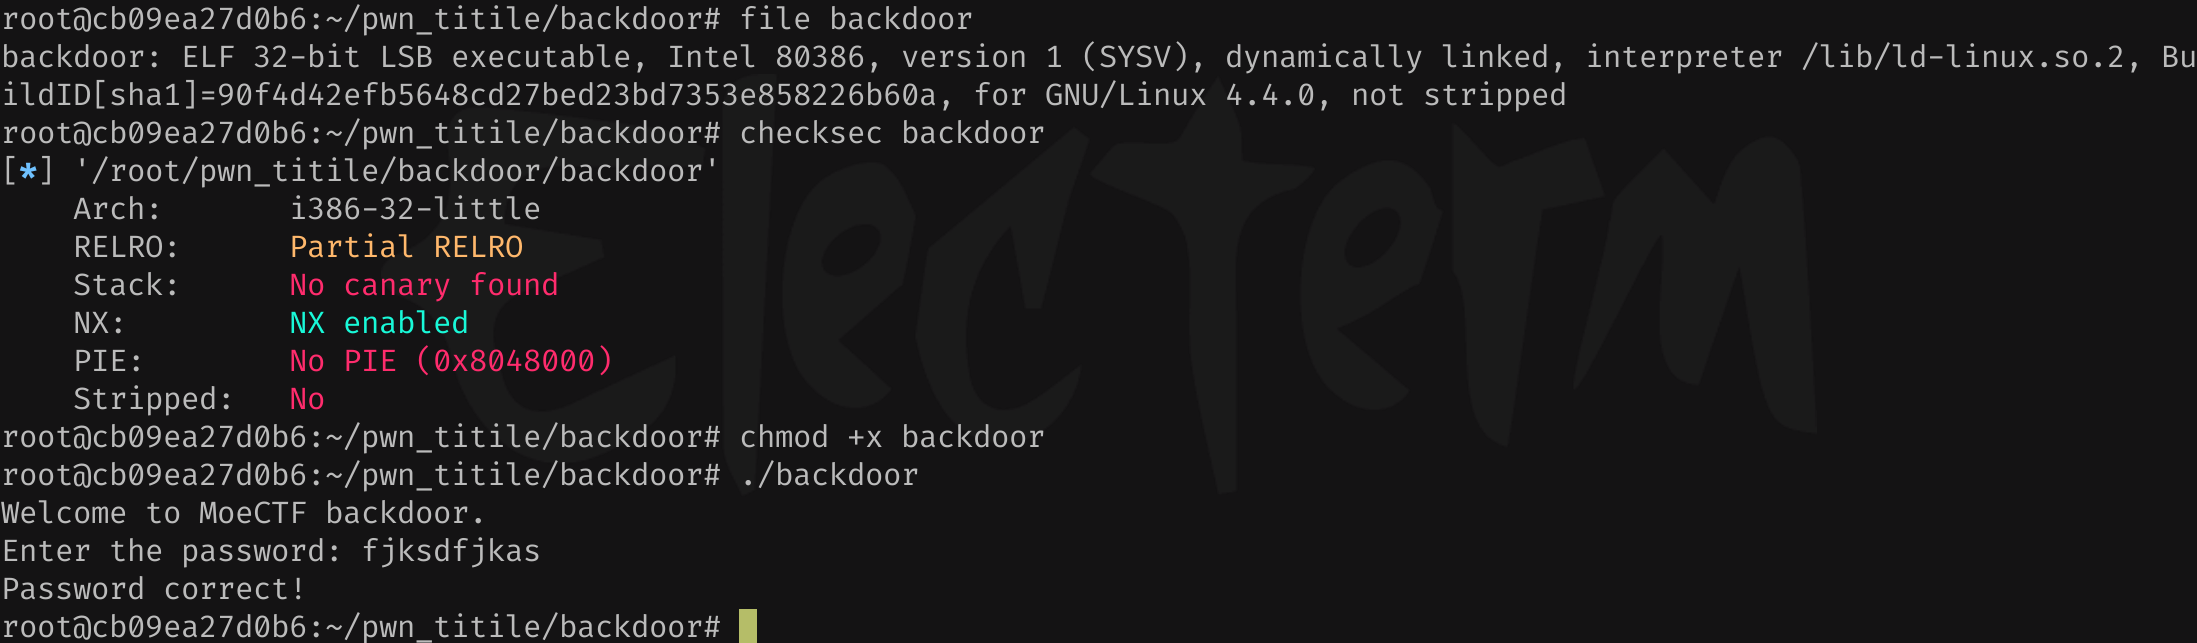 root@cb09ea27d0b6:~/pwn_titile/backdoor# file backdoor
backdoor: ELF 32-bit LSB executable, Intel 80386, version 1 (SYSV), dynamically linked, interpreter /lib/ld-linux.so.2, Bu
ildID[sha1]=90f4d42efb5648cd27bed23bd7353e858226b60a, for GNU/Linux 4.4.0, not stripped
root@cb09ea27d0b6:~/pwn_titile/backdoor# checksec backdoor
[*] '/root/pwn_titile/backdoor/backdoor'
    Arch:       i386-32-little
    RELRO:      Partial RELRO
    Stack:      No canary found
    NX:         NX enabled
    PIE:        No PIE (0x8048000)
    Stripped:   No
root@cb09ea27d0b6:~/pwn_titile/backdoor# chmod +x backdoor
root@cb09ea27d0b6:~/pwn_titile/backdoor# ./backdoor
Welcome to MoeCTF backdoor.
Enter the password: fjksdfjkas
Password correct!
root@cb09ea27d0b6:~/pwn_titile/backdoor#
Electerm